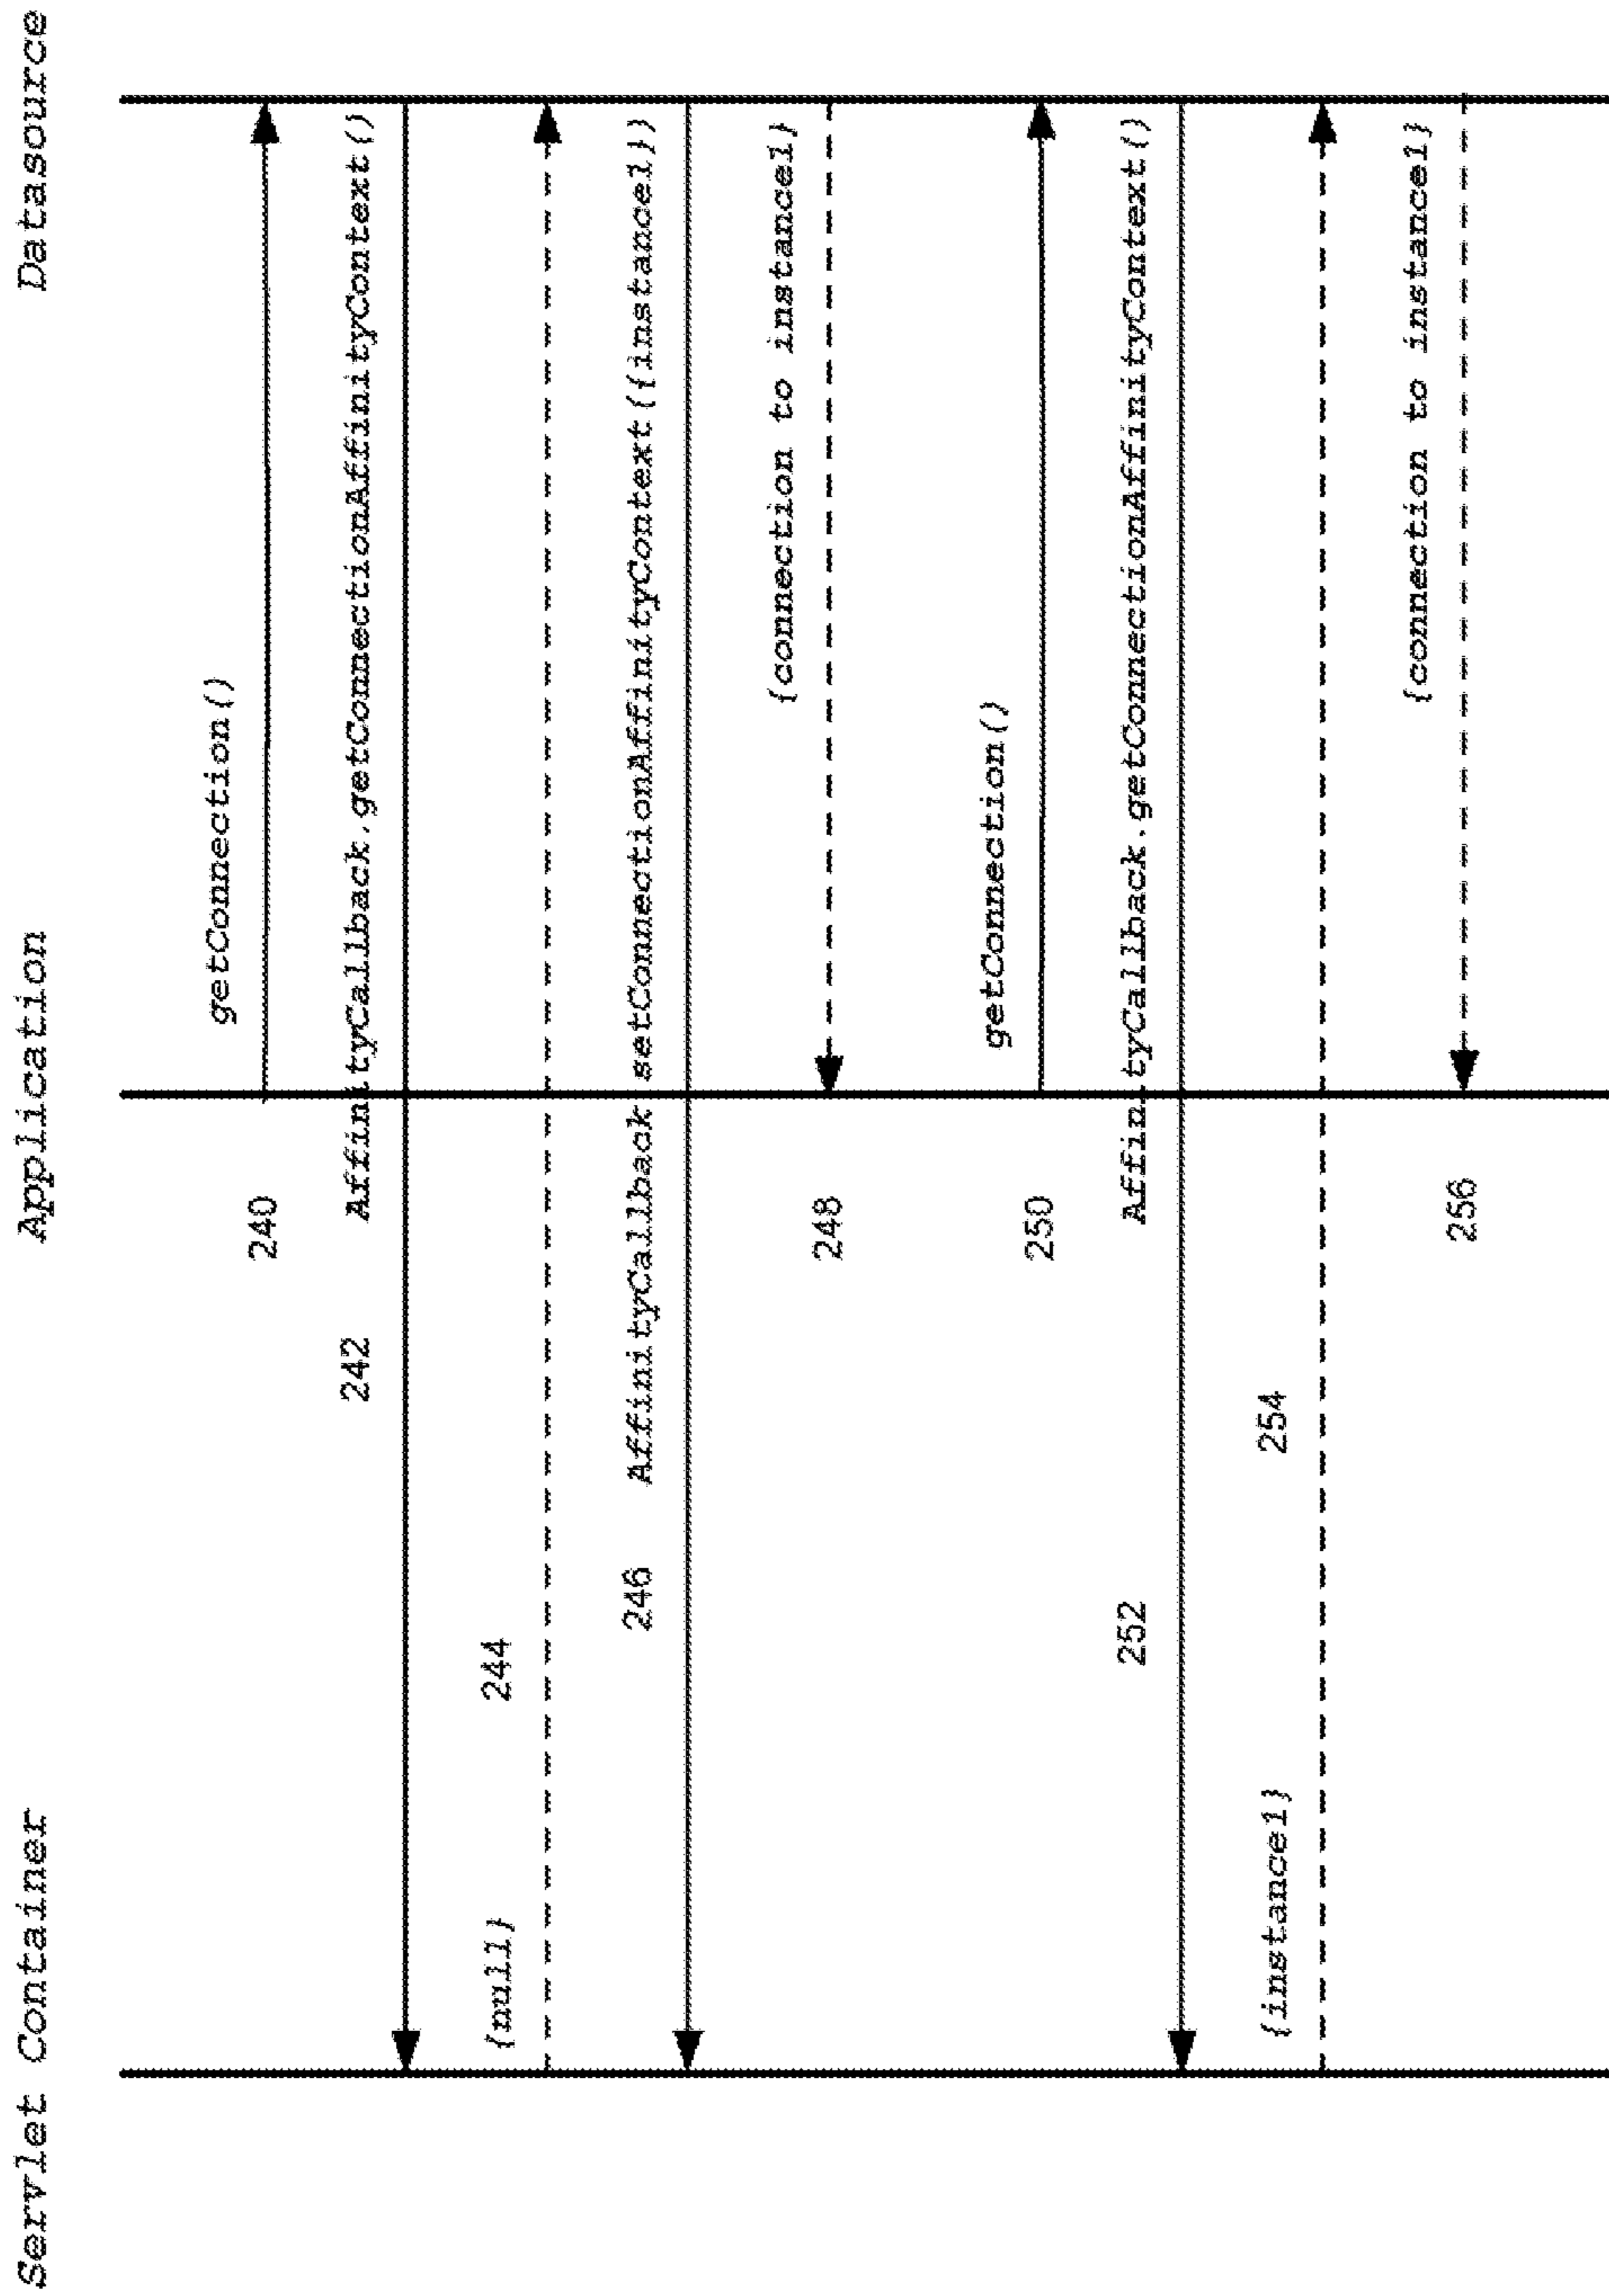 Servlet Container
Application
Datasource
240
getConnection()
242
AffinityCallback.getConnectionAffinityContext()
{null}
244
246
AffinityCallback setConnectionAffinityContext({instance1})
248
{connection to instance1}
250
getConnection()
252
AffinityCallback.getConnectionAffinityContext()
{instance1}
254
256
{connection to instance1}